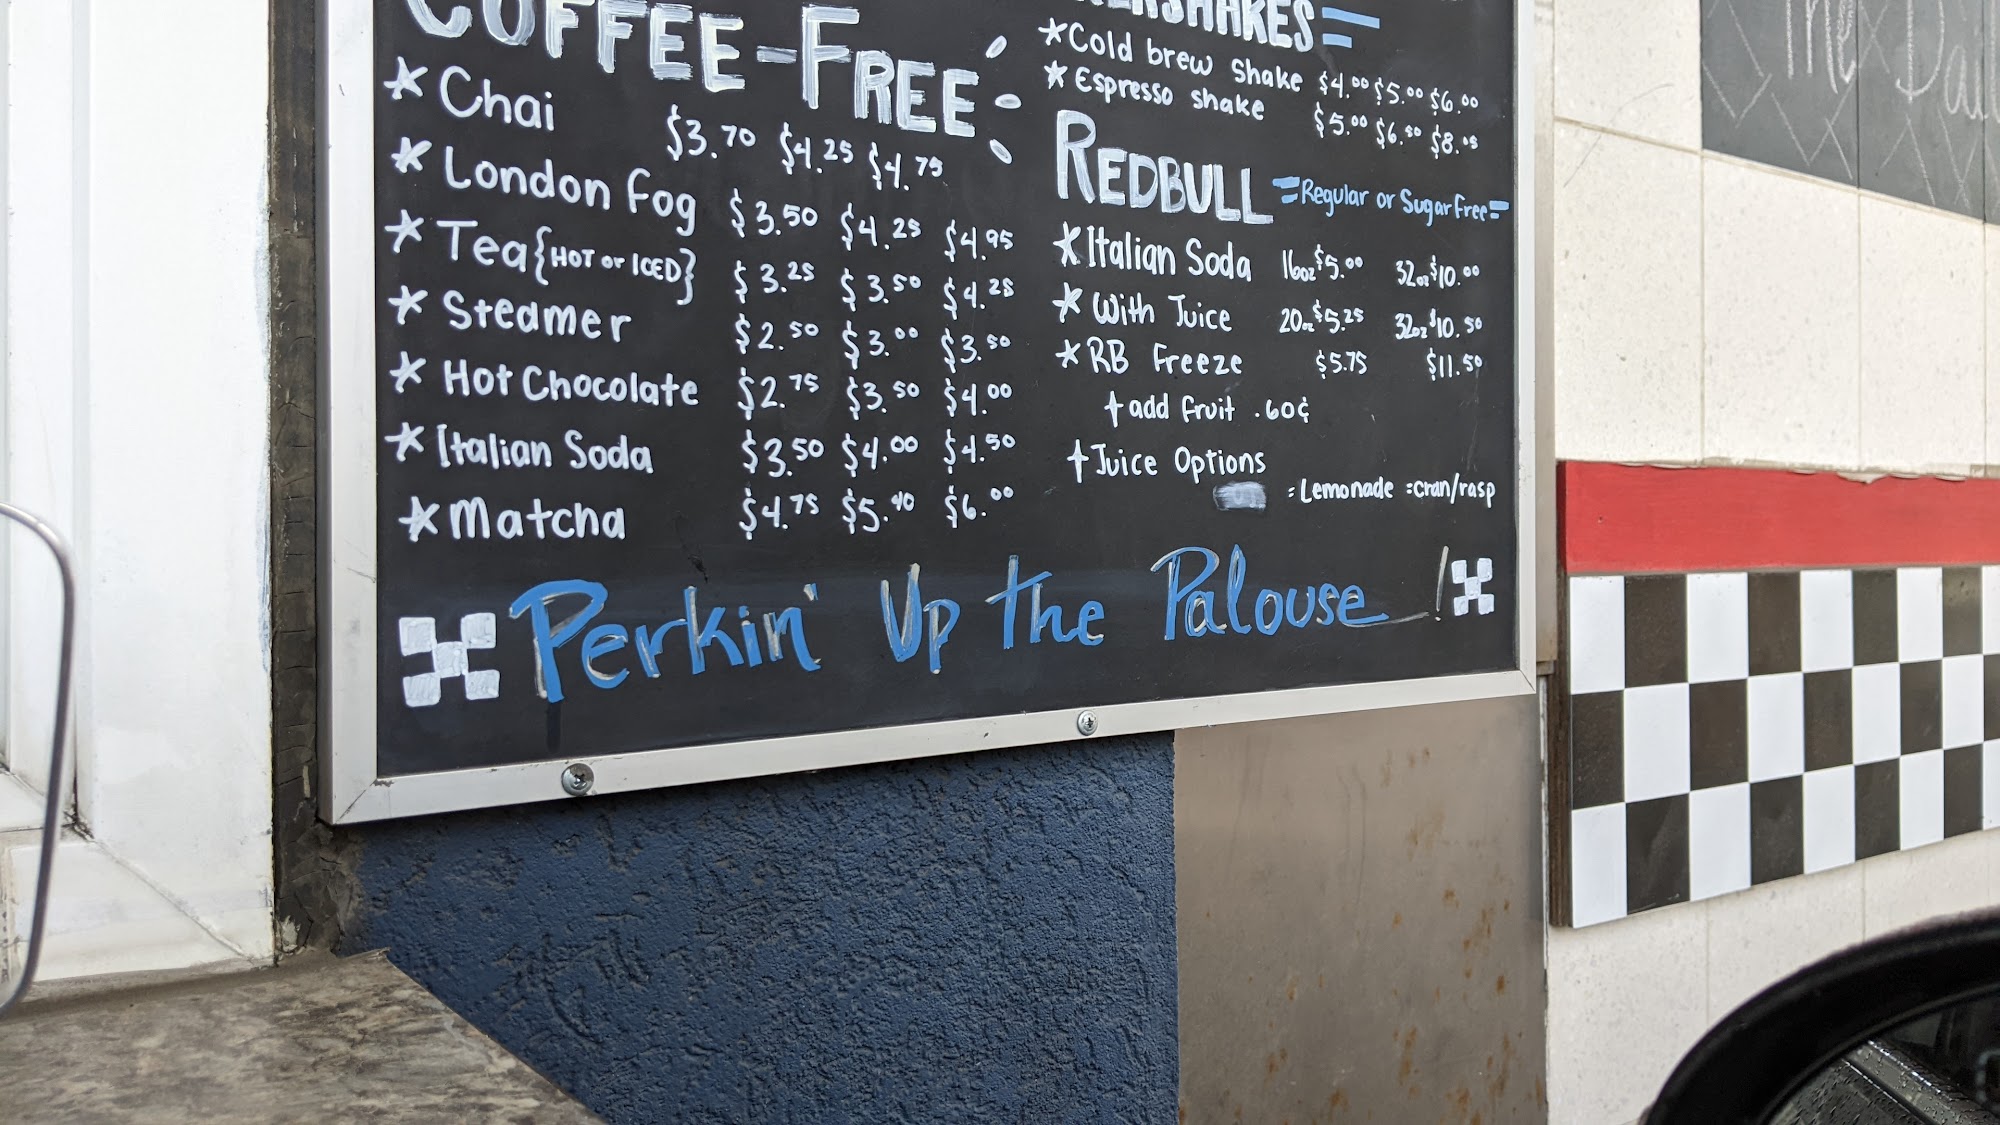 COFFEE-FREE
* Chai $3.70 $4.25 $4.75
* London Fog $3.50 $4.25 $4.95
* Tea {HOT or ICED} $3.25 $3.50 $4.25
* Steamer $2.50 $3.00 $3.50
* Hot Chocolate $2.75 $3.50 $4.00
* Italian Soda $3.50 $4.00 $4.50
* Matcha $4.75 $5.40 $6.00
* Cold brew shake $4.00 $5.00 $6.00
* Espresso shake $5.00 $6.50 $8.05
REDBULL =Regular or Sugar Free=
* Italian Soda 16oz $5.00 32oz $10.00
* With Juice 20oz $5.25 32oz $10.50
* RB Freeze $5.75 $11.50
+ add fruit .60¢
+ Juice Options
=Lemonade =cran/rasp
Perkin' Up The Palouse!
The